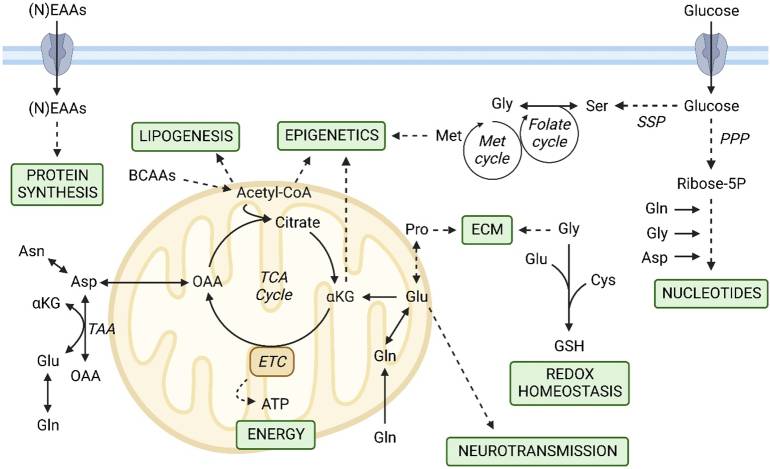 (N)EAAs
Glucose
(N)EAAs
Gly
Ser
SSP
Glucose
PPP
LIPOGENESIS
EPIGENETICS
Met
Met
cycle
Folate
cycle
PROTEIN
SYNTHESIS
BCAAs
Acetyl-CoA
Ribose-5P
Citrate
Pro
ECM
Gly
Gln
Gly
Asp
Asn
Asp
OAA
TCA
Cycle
αKG
Glu
Glu
Cys
NUCLEOTIDES
αKG
TAA
Glu
OAA
ETC
Gln
GSH
ATP
REDOX
HOMEOSTASIS
Gln
ENERGY
Gln
NEUROTRANSMISSION